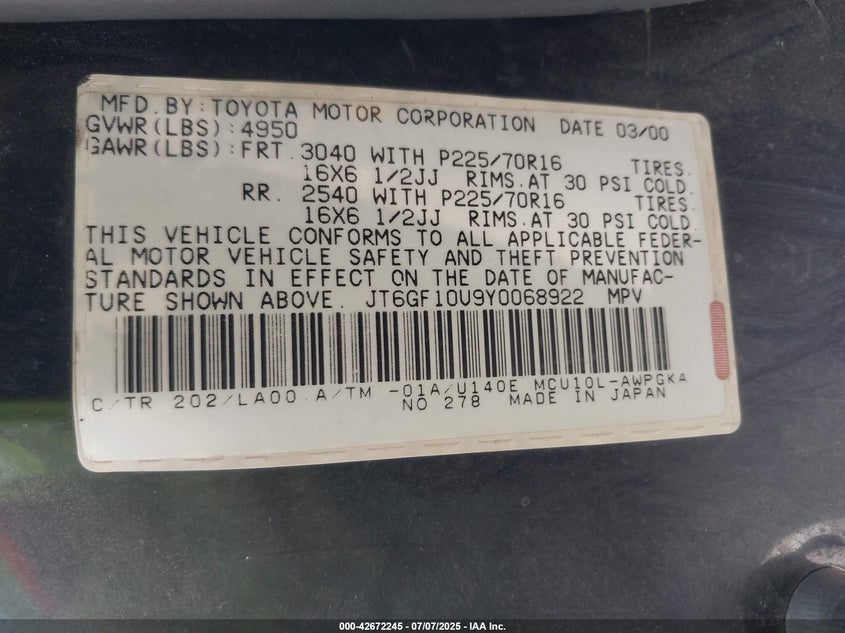 MFD.BY:TOYOTA MOTOR CORPORATION DATE 03/00
GVWR(LBS):4950
GAWR(LBS):FRT.3040 WITH P225/70R16 TIRES.
16X6 1/2JJ RIMS.AT 30 PSI COLD.
RR. 2540 WITH P225/70R16 TIRES.
16X6 1/2JJ RIMS.AT 30 PSI COLD.
THIS VEHICLE CONFORMS TO ALL APPLICABLE FEDER-
AL MOTOR VEHICLE SAFETY AND THEFT PREVENTION
STANDARDS IN EFFECT ON THE DATE OF MANUFAC-
TURE SHOWN ABOVE. JT6GF10U9Y0068922 MPV
C/TR 202/LA00 A/TM -01A/U140E MCU10L-AWPGKA
NO.278 MADE IN JAPAN
000-42672245 - 07/07/2025 - IAA Inc.